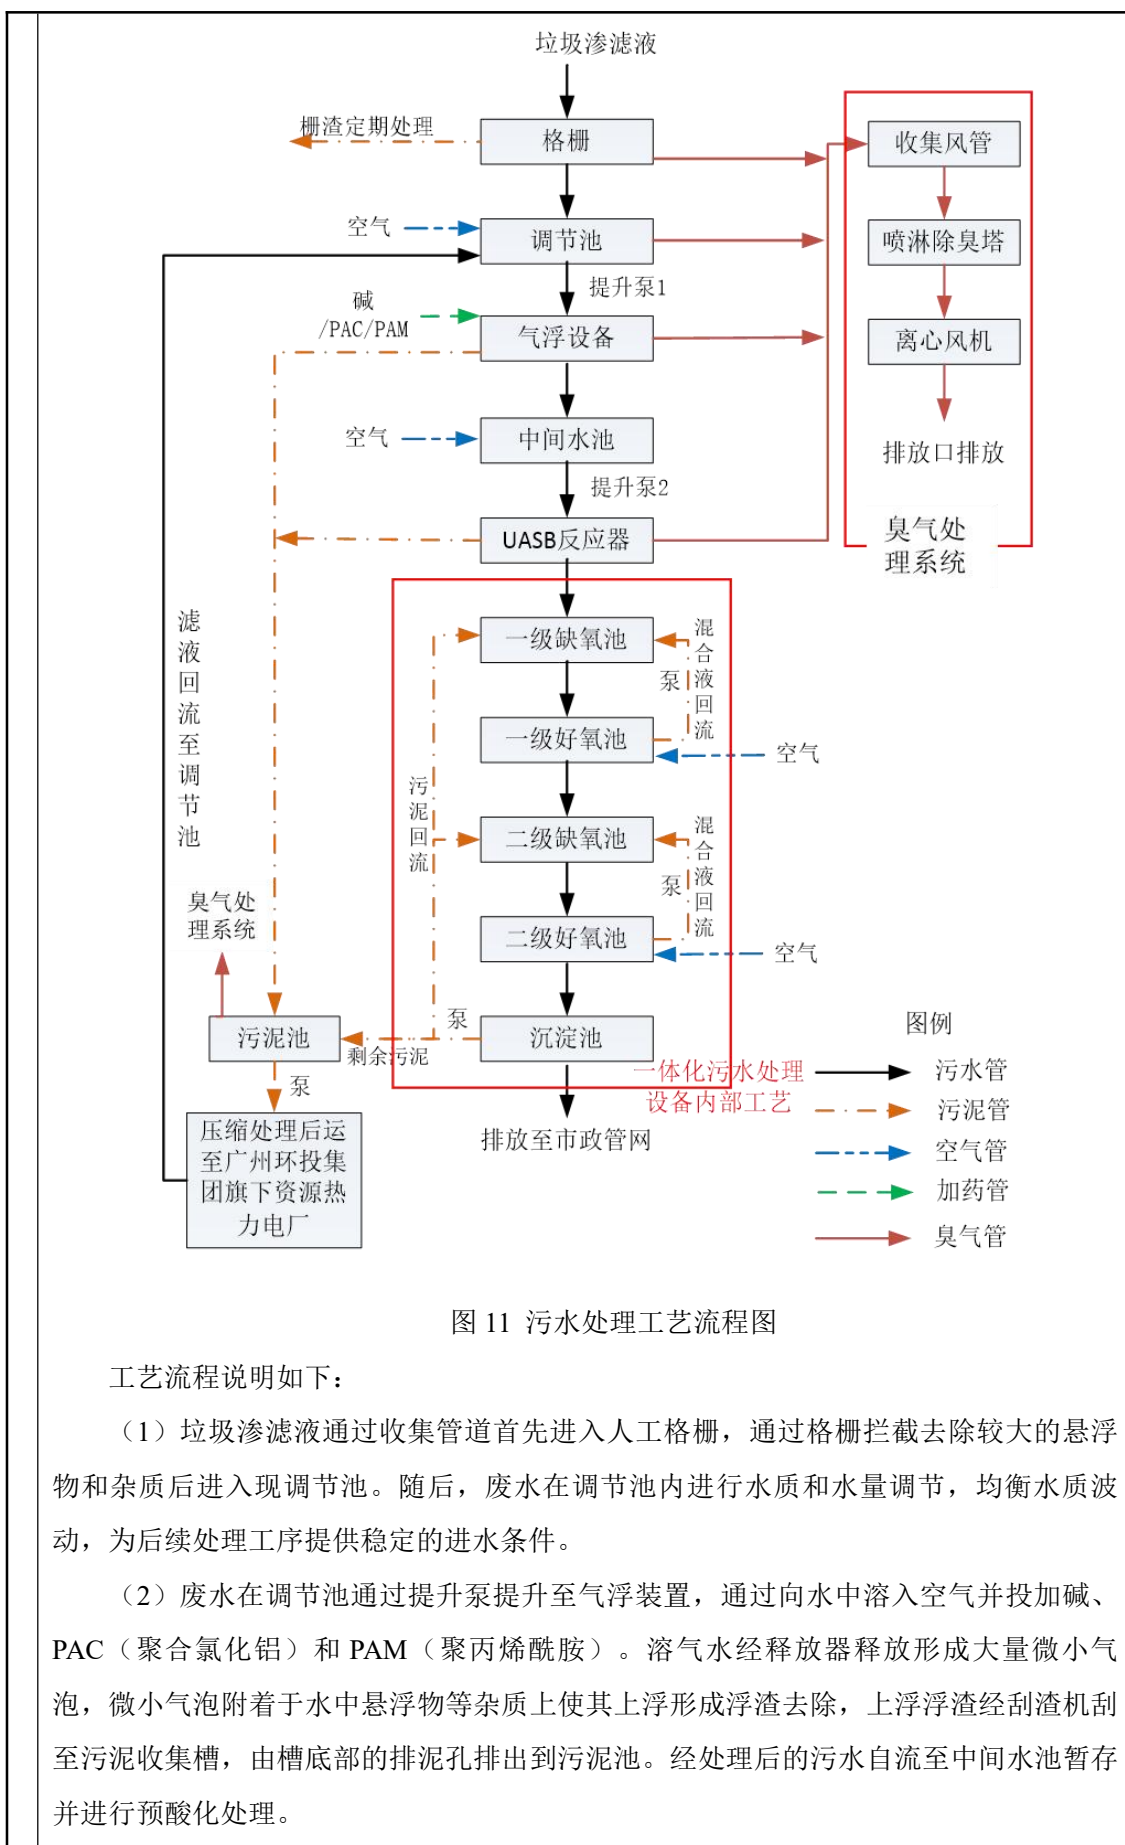 垃圾渗滤液
栅渣定期处理
格栅
收集风管
空气
调节池
喷淋除臭塔
提升泵1
碱
/PAC/PAM
气浮设备
离心风机
空气
中间水池
排放口排放
提升泵2
UASB反应器
臭气处
理系统
滤液回流至调节池
一级缺氧池
混合液回流
泵
一级好氧池
空气
污泥回流
二级缺氧池
混合液回流
泵
二级好氧池
空气
臭气处
理系统
污泥池
剩余污泥
泵
沉淀池
泵
一体化污水处理
设备内部工艺
排放至市政管网
压缩处理后运
至广州环投集
团旗下资源热
力电厂
图例
污水管
污泥管
空气管
加药管
臭气管
图 11 污水处理工艺流程图
工艺流程说明如下：
（1）垃圾渗滤液通过收集管道首先进入人工格栅，通过格栅拦截去除较大的悬浮
物和杂质后进入现调节池。随后，废水在调节池内进行水质和水量调节，均衡水质波
动，为后续处理工序提供稳定的进水条件。
（2）废水在调节池通过提升泵提升至气浮装置，通过向水中溶入空气并投加碱、
PAC（聚合氯化铝）和 PAM（聚丙烯酰胺）。溶气水经释放器释放形成大量微小气
泡，微小气泡附着于水中悬浮物等杂质上使其上浮形成浮渣去除，上浮浮渣经刮渣机刮
至污泥收集槽，由槽底部的排泥孔排出到污泥池。经处理后的污水自流至中间水池暂存
并进行预酸化处理。